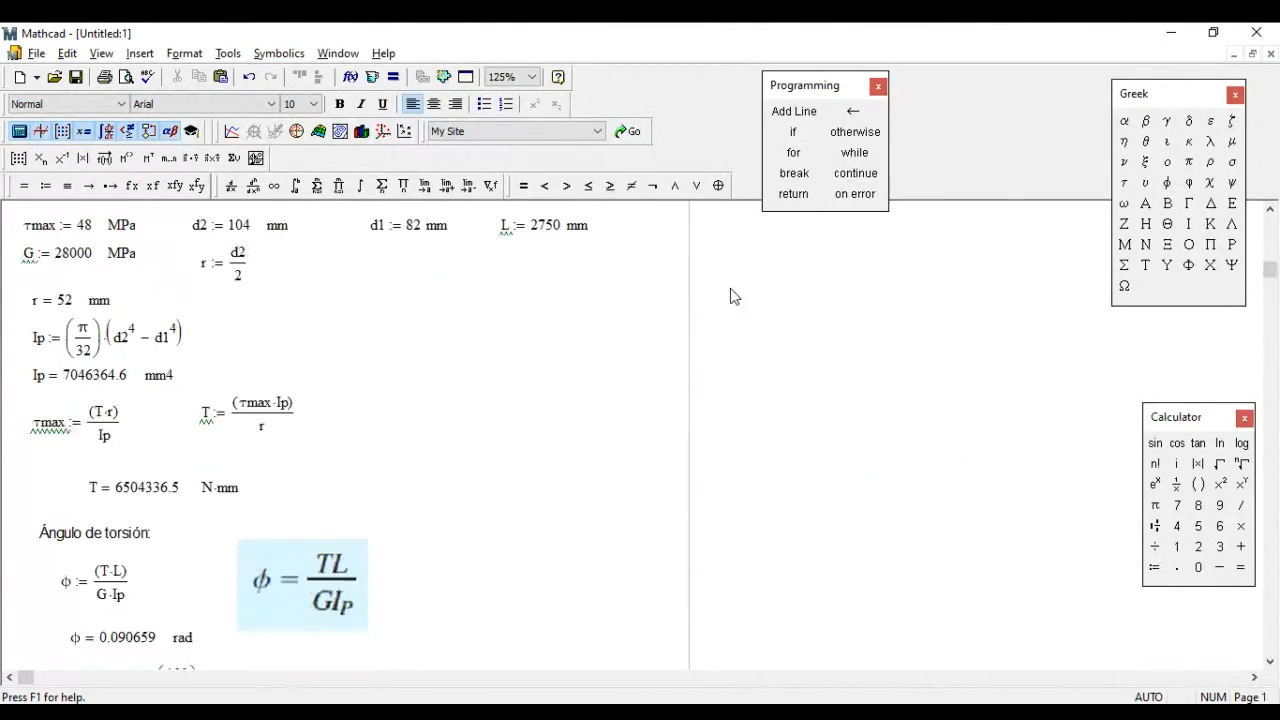 Mathcad - [Untitled:1]
File Edit View Insert Format Tools Symbolics Window Help
125%
Normal Arial 10 B I U
My Site Go
Programming
Add Line ←
if otherwise
for while
break continue
return on error
Greek
α β γ δ ε ζ
η θ ι κ λ μ
ν ξ ο π ρ σ
τ υ φ φ χ ψ
ω Α Β Γ Δ Ε
Ζ Η Θ Ι Κ Λ
Μ Ν Ξ Ο Π Ρ
Σ Τ Υ Φ Χ Ψ
Ω
τmax := 48 MPa d2 := 104 mm d1 := 82 mm L := 2750 mm
G := 28000 MPa r := d2/2
r = 52 mm
Ip := (π/32)·(d2^4 − d1^4)
Ip = 7046364.6 mm4
τmax := (T·r)/Ip T := (τmax·Ip)/r
T = 6504336.5 N·mm
Ángulo de torsión:
ϕ := (T·L)/(G·Ip) ϕ = TL/GIP
ϕ = 0.090659 rad
Calculator
sin cos tan ln log
n! i |×| √ ⁿ√
eˣ 1/x ( ) ×² ×ʸ
π 7 8 9 /
4 5 6 ×
÷ 1 2 3 +
:= . 0 − =
Press F1 for help. AUTO NUM Page 1